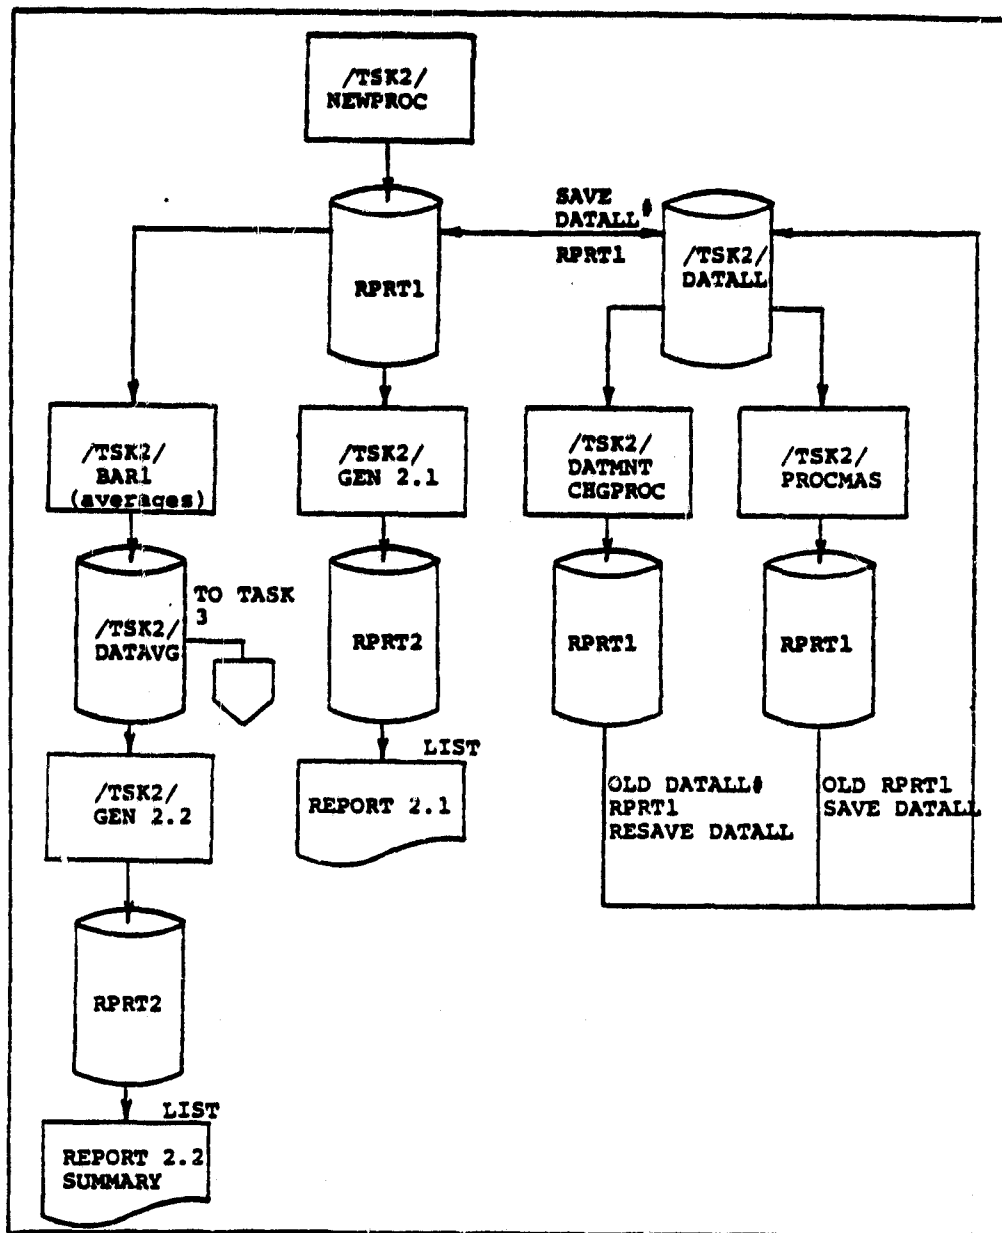 /TSK2/
NEWPROC
SAVE
DATALL#
RPRT1
/TSK2/
DATALL
RPRT1
/TSK2/
BAR1
(averages)
/TSK2/
GEN 2.1
/TSK2/
DATMNT
CHGPROC
/TSK2/
PROCMAS
TO TASK
3
/TSK2/
DATAVG
RPRT2
RPRT1
RPRT1
LIST
/TSK2/
GEN 2.2
REPORT 2.1
OLD DATALL#
RPRT1
RESAVE DATALL
OLD RPRT1
SAVE DATALL
RPRT2
LIST
REPORT 2.2
SUMMARY